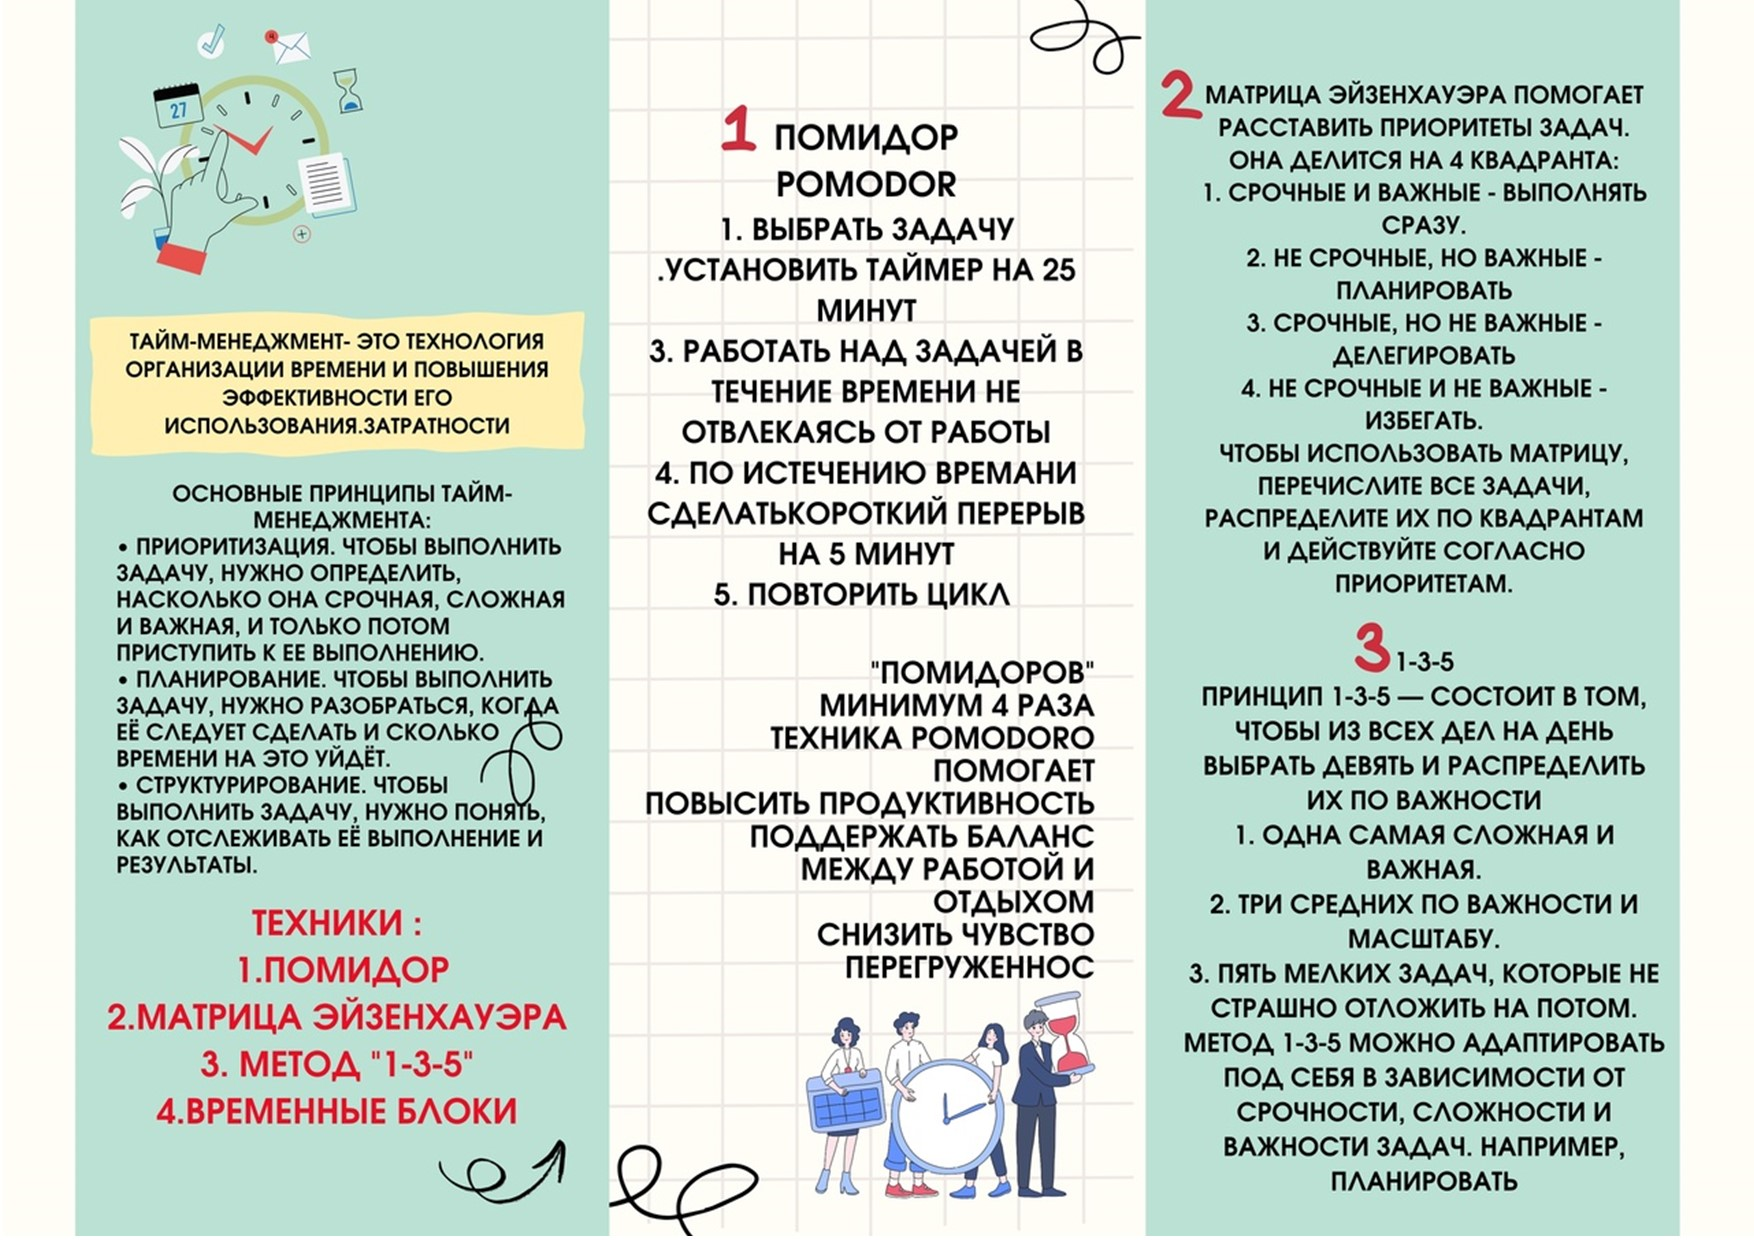 4
27
ТАЙМ-МЕНЕДЖМЕНТ- ЭТО ТЕХНОЛОГИЯ
ОРГАНИЗАЦИИ ВРЕМЕНИ И ПОВЫШЕНИЯ
ЭФФЕКТИВНОСТИ ЕГО
ИСПОЛЬЗОВАНИЯ.ЗАТРАТНОСТИ
ОСНОВНЫЕ ПРИНЦИПЫ ТАЙМ-
МЕНЕДЖМЕНТА:
• ПРИОРИТИЗАЦИЯ. ЧТОБЫ ВЫПОЛНИТЬ
ЗАДАЧУ, НУЖНО ОПРЕДЕЛИТЬ,
НАСКОЛЬКО ОНА СРОЧНАЯ, СЛОЖНАЯ
И ВАЖНАЯ, И ТОЛЬКО ПОТОМ
ПРИСТУПИТЬ К ЕЕ ВЫПОЛНЕНИЮ.
• ПЛАНИРОВАНИЕ. ЧТОБЫ ВЫПОЛНИТЬ
ЗАДАЧУ, НУЖНО РАЗОБРАТЬСЯ, КОГДА
ЕЁ СЛЕДУЕТ СДЕЛАТЬ И СКОЛЬКО
ВРЕМЕНИ НА ЭТО УЙДЁТ.
• СТРУКТУРИРОВАНИЕ. ЧТОБЫ
ВЫПОЛНИТЬ ЗАДАЧУ, НУЖНО ПОНЯТЬ,
КАК ОТСЛЕЖИВАТЬ ЕЁ ВЫПОЛНЕНИЕ И
РЕЗУЛЬТАТЫ.
ТЕХНИКИ :
1.ПОМИДОР
2.МАТРИЦА ЭЙЗЕНХАУЭРА
3. МЕТОД "1-3-5"
4.ВРЕМЕННЫЕ БЛОКИ
1 ПОМИДОР
POMODOR
1. ВЫБРАТЬ ЗАДАЧУ
.УСТАНОВИТЬ ТАЙМЕР НА 25
МИНУТ
3. РАБОТАТЬ НАД ЗАДАЧЕЙ В
ТЕЧЕНИЕ ВРЕМЕНИ НЕ
ОТВЛЕКАЯСЬ ОТ РАБОТЫ
4. ПО ИСТЕЧЕНИЮ ВРЕМАНИ
СДЕЛАТЬКОРОТКИЙ ПЕРЕРЫВ
НА 5 МИНУТ
5. ПОВТОРИТЬ ЦИКЛ
"ПОМИДОРОВ"
МИНИМУМ 4 РАЗА
ТЕХНИКА POMODORO
ПОМОГАЕТ
ПОВЫСИТЬ ПРОДУКТИВНОСТЬ
ПОДДЕРЖАТЬ БАЛАНС
МЕЖДУ РАБОТОЙ И
ОТДЫХОМ
СНИЗИТЬ ЧУВСТВО
ПЕРЕГРУЖЕННОС
2 МАТРИЦА ЭЙЗЕНХАУЭРА ПОМОГАЕТ
РАССТАВИТЬ ПРИОРИТЕТЫ ЗАДАЧ.
ОНА ДЕЛИТСЯ НА 4 КВАДРАНТА:
1. СРОЧНЫЕ И ВАЖНЫЕ - ВЫПОЛНЯТЬ
СРАЗУ.
2. НЕ СРОЧНЫЕ, НО ВАЖНЫЕ -
ПЛАНИРОВАТЬ
3. СРОЧНЫЕ, НО НЕ ВАЖНЫЕ -
ДЕЛЕГИРОВАТЬ
4. НЕ СРОЧНЫЕ И НЕ ВАЖНЫЕ -
ИЗБЕГАТЬ.
ЧТОБЫ ИСПОЛЬЗОВАТЬ МАТРИЦУ,
ПЕРЕЧИСЛИТЕ ВСЕ ЗАДАЧИ,
РАСПРЕДЕЛИТЕ ИХ ПО КВАДРАНТАМ
И ДЕЙСТВУЙТЕ СОГЛАСНО
ПРИОРИТЕТАМ.
3 1-3-5
ПРИНЦИП 1-3-5 — СОСТОИТ В ТОМ,
ЧТОБЫ ИЗ ВСЕХ ДЕЛ НА ДЕНЬ
ВЫБРАТЬ ДЕВЯТЬ И РАСПРЕДЕЛИТЬ
ИХ ПО ВАЖНОСТИ
1. ОДНА САМАЯ СЛОЖНАЯ И
ВАЖНАЯ.
2. ТРИ СРЕДНИХ ПО ВАЖНОСТИ И
МАСШТАБУ.
3. ПЯТЬ МЕЛКИХ ЗАДАЧ, КОТОРЫЕ НЕ
СТРАШНО ОТЛОЖИТЬ НА ПОТОМ.
МЕТОД 1-3-5 МОЖНО АДАПТИРОВАТЬ
ПОД СЕБЯ В ЗАВИСИМОСТИ ОТ
СРОЧНОСТИ, СЛОЖНОСТИ И
ВАЖНОСТИ ЗАДАЧ. НАПРИМЕР,
ПЛАНИРОВАТЬ